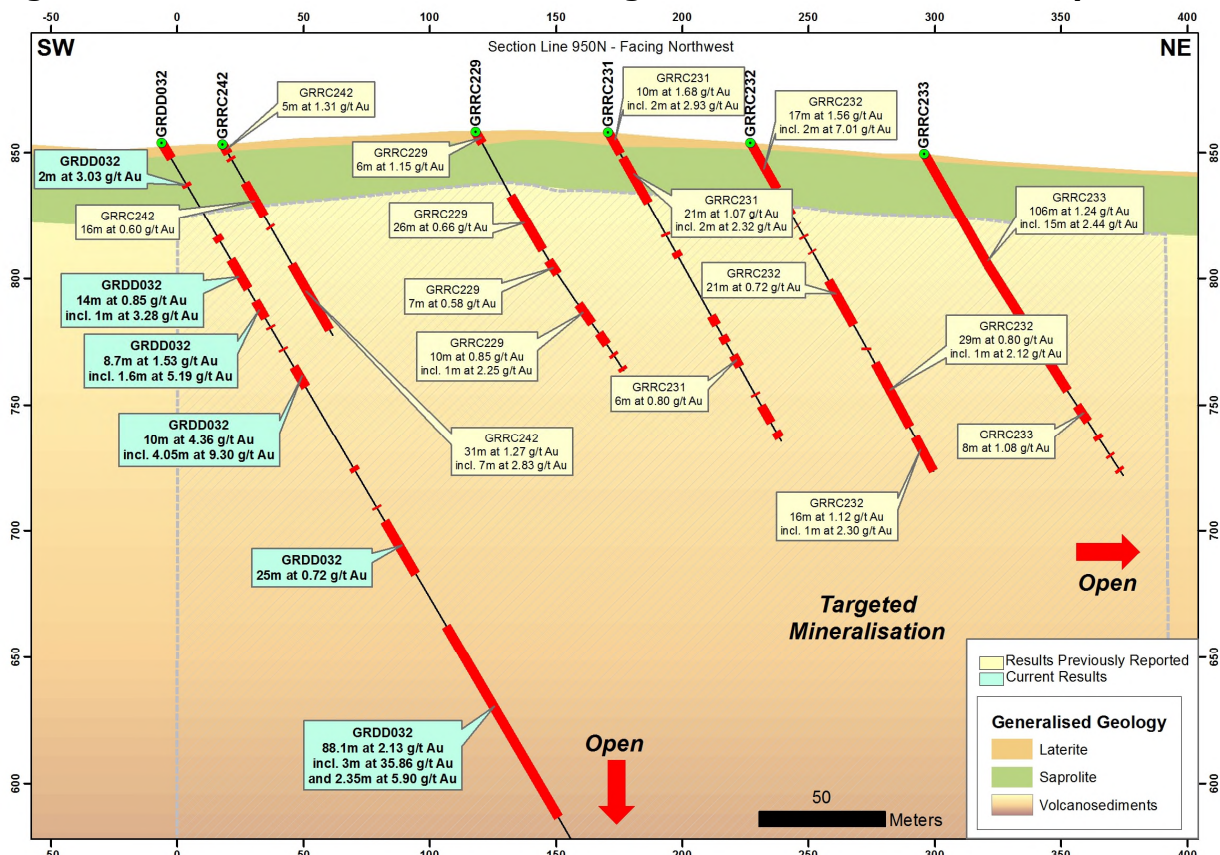 -50 0 50 100 150 200 250 300 350 400
SW
Section Line 950N - Facing Northwest
NE
GRDD032
GRRC242
GRRC229
GRRC231
GRRC232
GRRC233
GRRC242
5m at 1.31 g/t Au
GRRC231
10m at 1.68 g/t Au
incl. 2m at 2.93 g/t Au
GRRC232
17m at 1.56 g/t Au
incl. 2m at 7.01 g/t Au
850
850
GRDD032
2m at 3.03 g/t Au
GRRC229
6m at 1.15 g/t Au
GRRC242
16m at 0.60 g/t Au
GRRC229
26m at 0.66 g/t Au
GRRC231
21m at 1.07 g/t Au
incl. 2m at 2.32 g/t Au
GRRC233
106m at 1.24 g/t Au
incl. 15m at 2.44 g/t Au
800
800
GRDD032
14m at 0.85 g/t Au
incl. 1m at 3.28 g/t Au
GRRC229
7m at 0.58 g/t Au
GRRC232
21m at 0.72 g/t Au
GRDD032
8.7m at 1.53 g/t Au
incl. 1.6m at 5.19 g/t Au
GRRC229
10m at 0.85 g/t Au
incl. 1m at 2.25 g/t Au
GRRC232
29m at 0.80 g/t Au
incl. 1m at 2.12 g/t Au
GRRC231
6m at 0.80 g/t Au
750
750
GRDD032
10m at 4.36 g/t Au
incl. 4.05m at 9.30 g/t Au
GRRC242
31m at 1.27 g/t Au
incl. 7m at 2.83 g/t Au
GRRC233
8m at 1.08 g/t Au
GRRC232
16m at 1.12 g/t Au
incl. 1m at 2.30 g/t Au
700
700
GRDD032
25m at 0.72 g/t Au
Open
Targeted
Mineralisation
650
650
Results Previously Reported
Current Results
GRDD032
88.1m at 2.13 g/t Au
incl. 3m at 35.86 g/t Au
and 2.35m at 5.90 g/t Au
Open
Generalised Geology
Laterite
Saprolite
Volcanosediments
600
600
50
Meters
-50 0 50 100 150 200 250 300 350 400